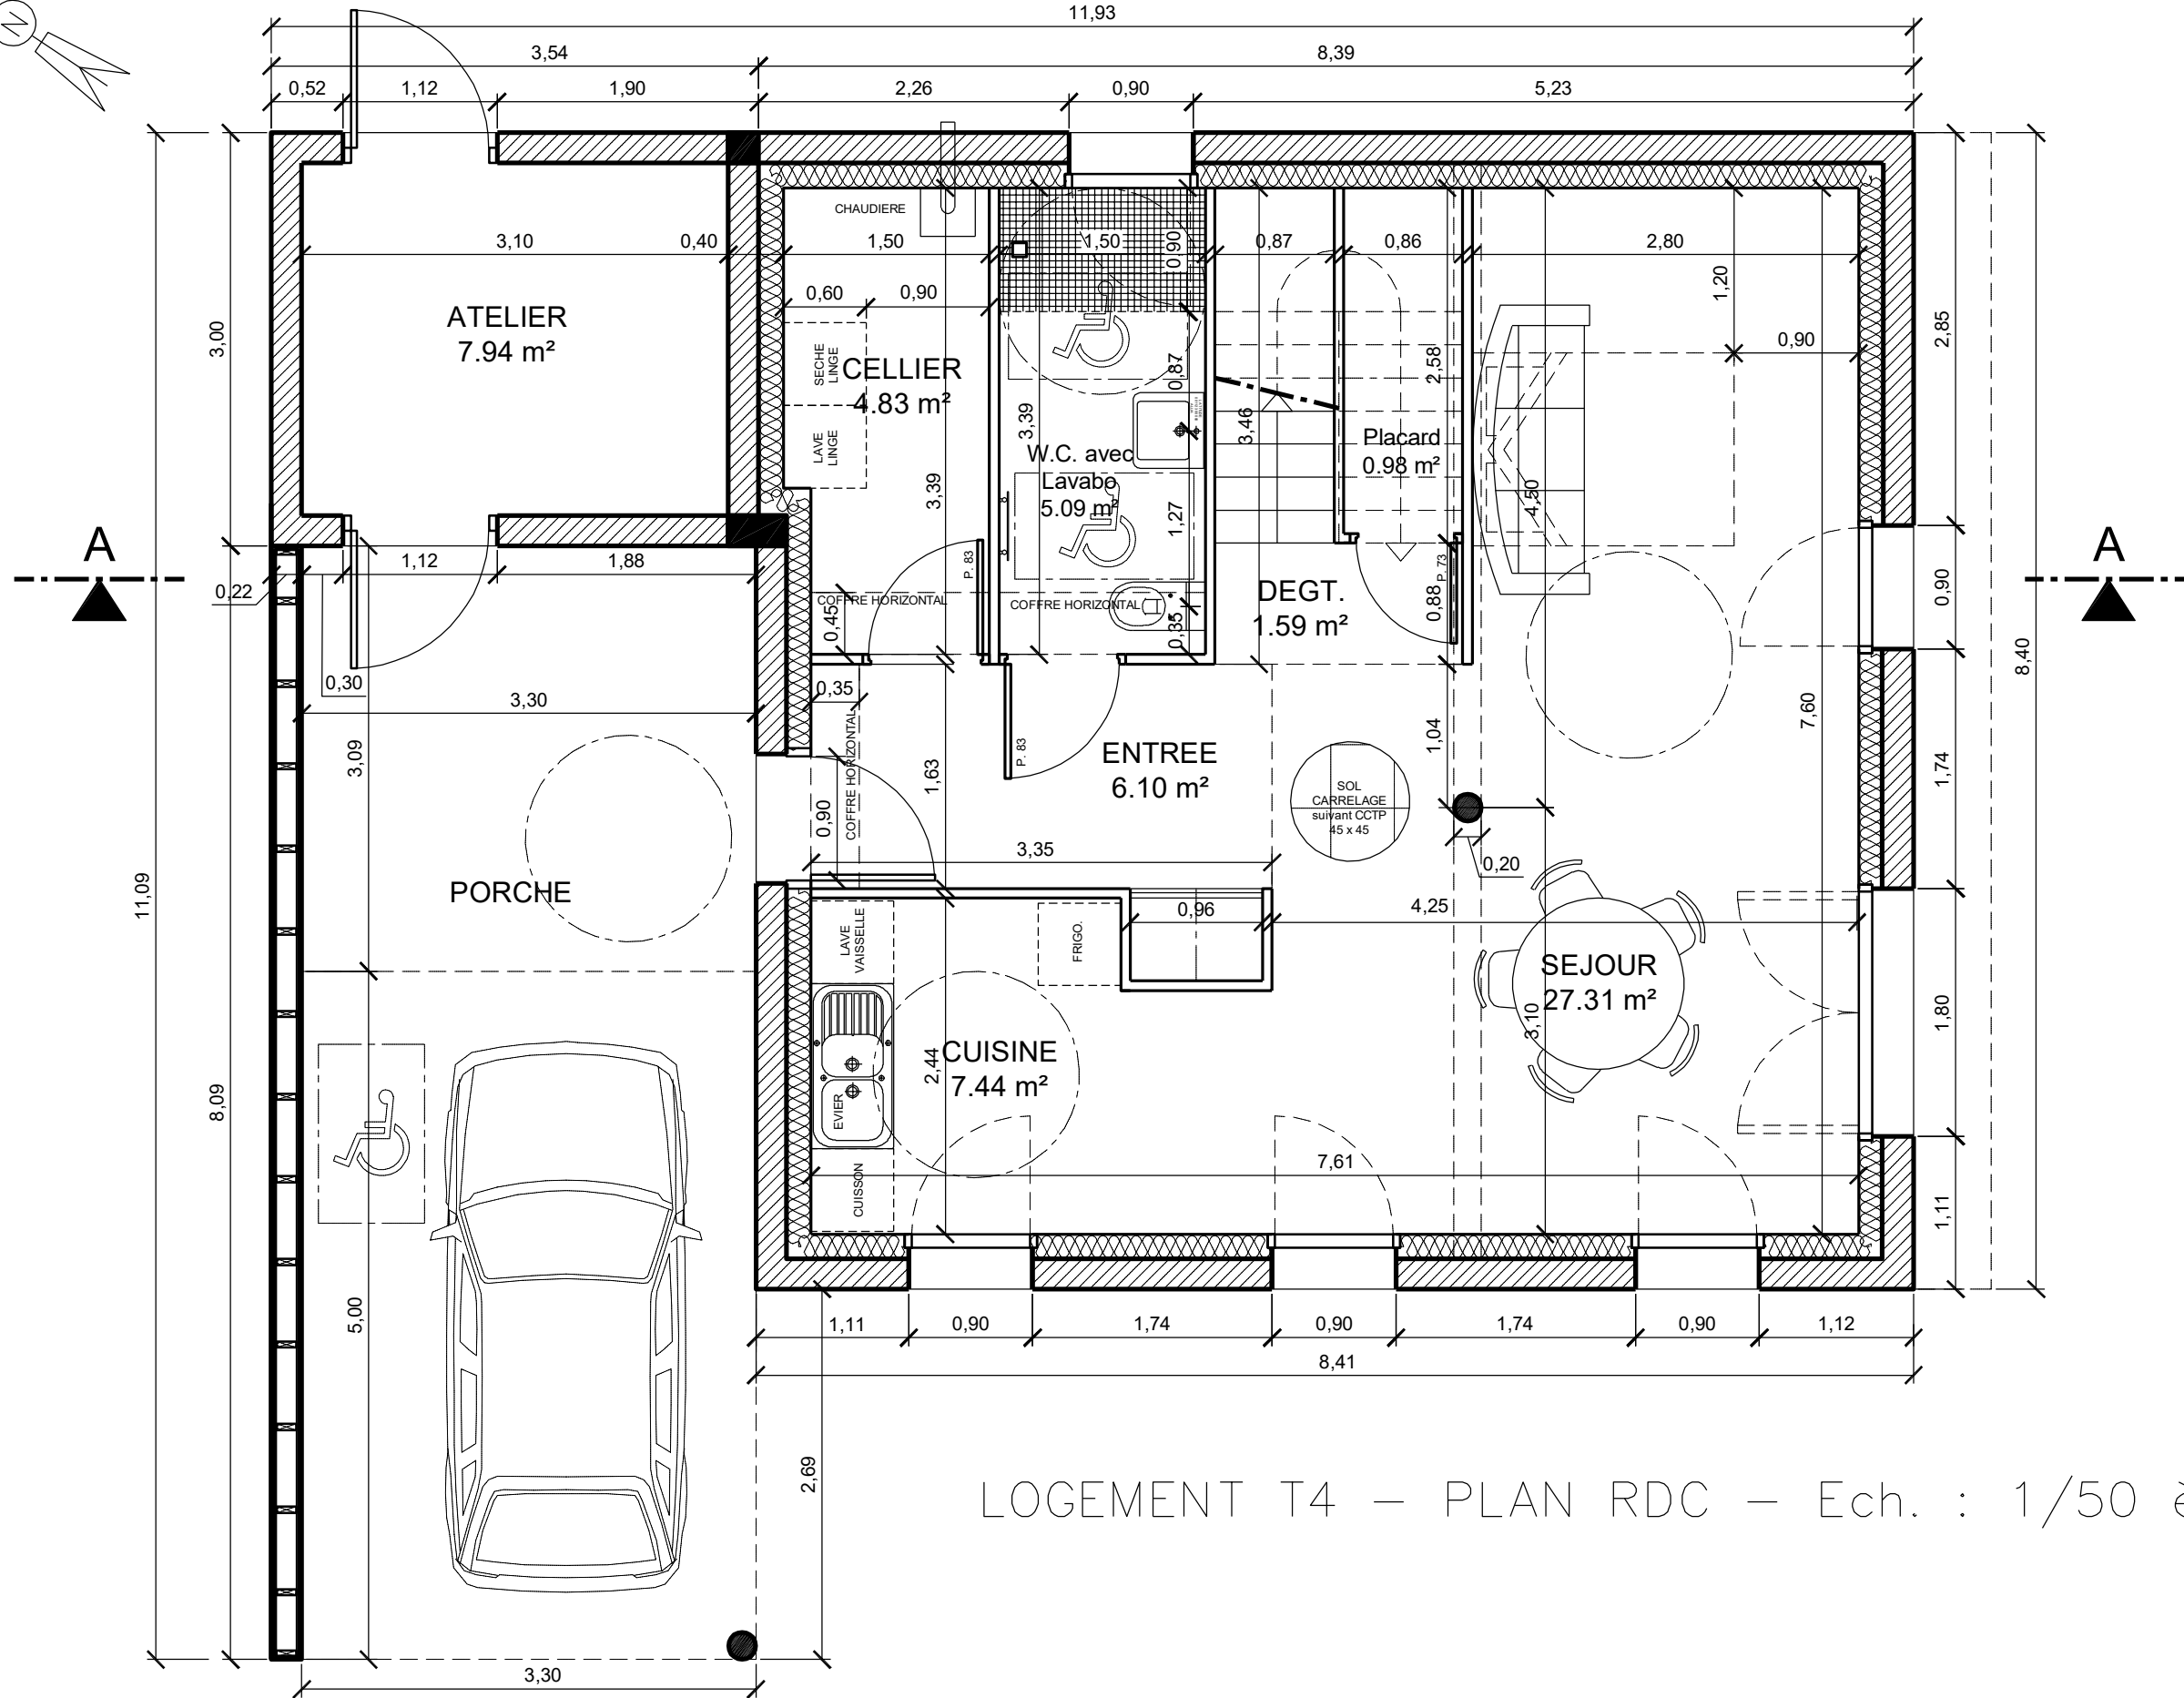 N
11,93
3,54
8,39
0,52
1,12
1,90
2,26
0,90
5,23
CHAUDIERE
3,10
0,40
1,50
1,50
0,90
0,87
0,86
2,80
1,20
0,60
0,90
0,90
ATELIER
7.94 m²
3,00
SECHE
LINGE
CELLIER
4.83 m²
LAVE
LINGE
3,39
3,39
0,87
W.C. avec
Lavabo
5.09 m²
1,27
3,46
2,58
Placard
0.98 m²
4,50
2,85
A
A
1,12
1,88
0,22
0,30
3,30
P. 83
COFFRE HORIZONTAL
COFFRE HORIZONTAL
0,45
0,35
DEGT.
1.59 m²
0,88
P. 73
0,90
8,40
0,35
COFFRE HORIZONTAL
3,09
0,90
1,63
P. 83
ENTREE
6.10 m²
SOL
CARRELAGE
suivant CCTP
45 x 45
1,04
7,60
1,74
0,20
3,35
11,09
PORCHE
LAVE
VAISSELLE
FRIGO.
0,96
4,25
SEJOUR
27.31 m²
3,10
1,80
CUISINE
7.44 m²
2,44
EVIER
8,09
CUISSON
7,61
1,11
5,00
1,11
0,90
1,74
0,90
1,74
0,90
1,12
8,41
2,69
LOGEMENT T4 - PLAN RDC - Ech. : 1/50 è
3,30